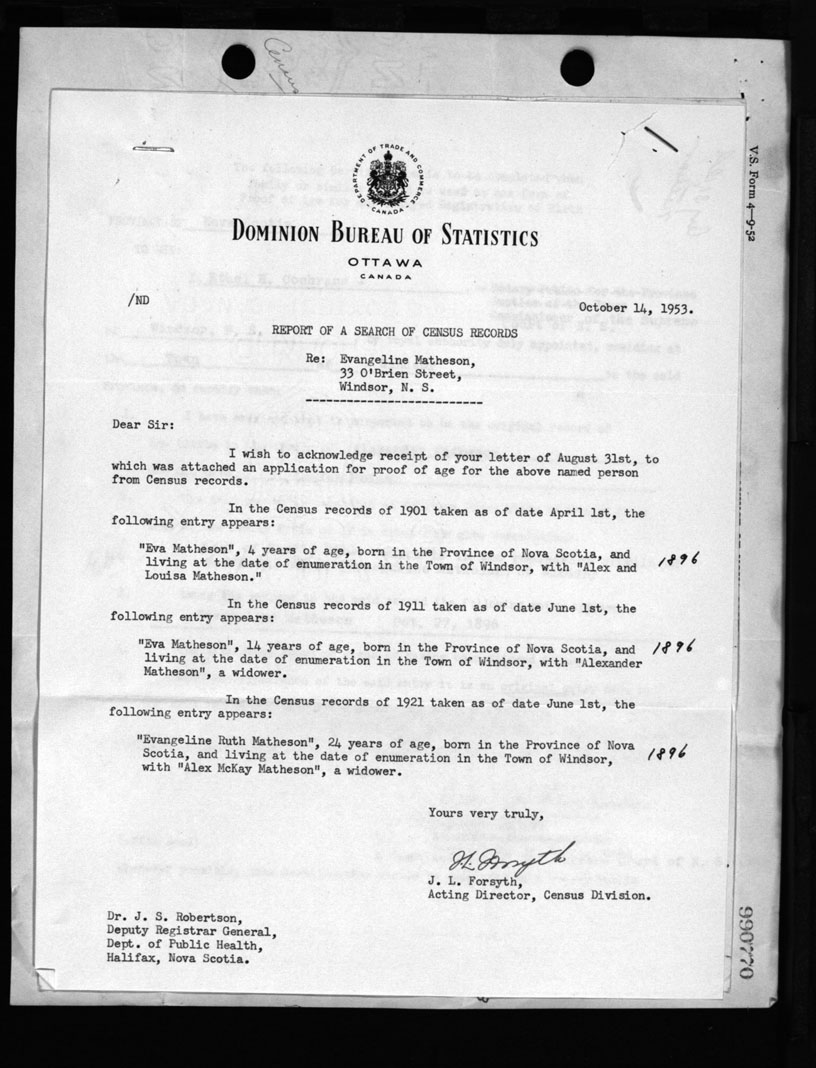 Census
DEPARTMENT OF TRADE AND COMMERCE
CANADA
DOMINION BUREAU OF STATISTICS
OTTAWA
CANADA
V.S. Form 4-9-52
/ND
October 14, 1953.
REPORT OF A SEARCH OF CENSUS RECORDS
Re: Evangeline Matheson,
33 O'Brien Street,
Windsor, N. S.
Dear Sir:
I wish to acknowledge receipt of your letter of August 31st, to
which was attached an application for proof of age for the above named person
from Census records.
In the Census records of 1901 taken as of date April 1st, the
following entry appears:
"Eva Matheson", 4 years of age, born in the Province of Nova Scotia, and
living at the date of enumeration in the Town of Windsor, with "Alex and
Louisa Matheson."
1896
In the Census records of 1911 taken as of date June 1st, the
following entry appears:
"Eva Matheson", 14 years of age, born in the Province of Nova Scotia, and
living at the date of enumeration in the Town of Windsor, with "Alexander
Matheson", a widower.
1896
In the Census records of 1921 taken as of date June 1st, the
following entry appears:
"Evangeline Ruth Matheson", 24 years of age, born in the Province of Nova
Scotia, and living at the date of enumeration in the Town of Windsor,
with "Alex McKay Matheson", a widower.
1896
Yours very truly,
J. L. Forsyth,
Acting Director, Census Division.
Dr. J. S. Robertson,
Deputy Registrar General,
Dept. of Public Health,
Halifax, Nova Scotia.
990770